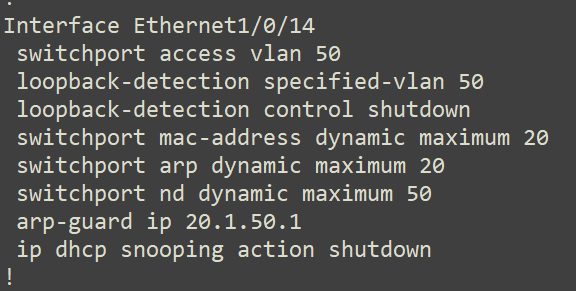 !
Interface Ethernet1/0/14
 switchport access vlan 50
 loopback-detection specified-vlan 50
 loopback-detection control shutdown
 switchport mac-address dynamic maximum 20
 switchport arp dynamic maximum 20
 switchport nd dynamic maximum 50
 arp-guard ip 20.1.50.1
 ip dhcp snooping action shutdown
!